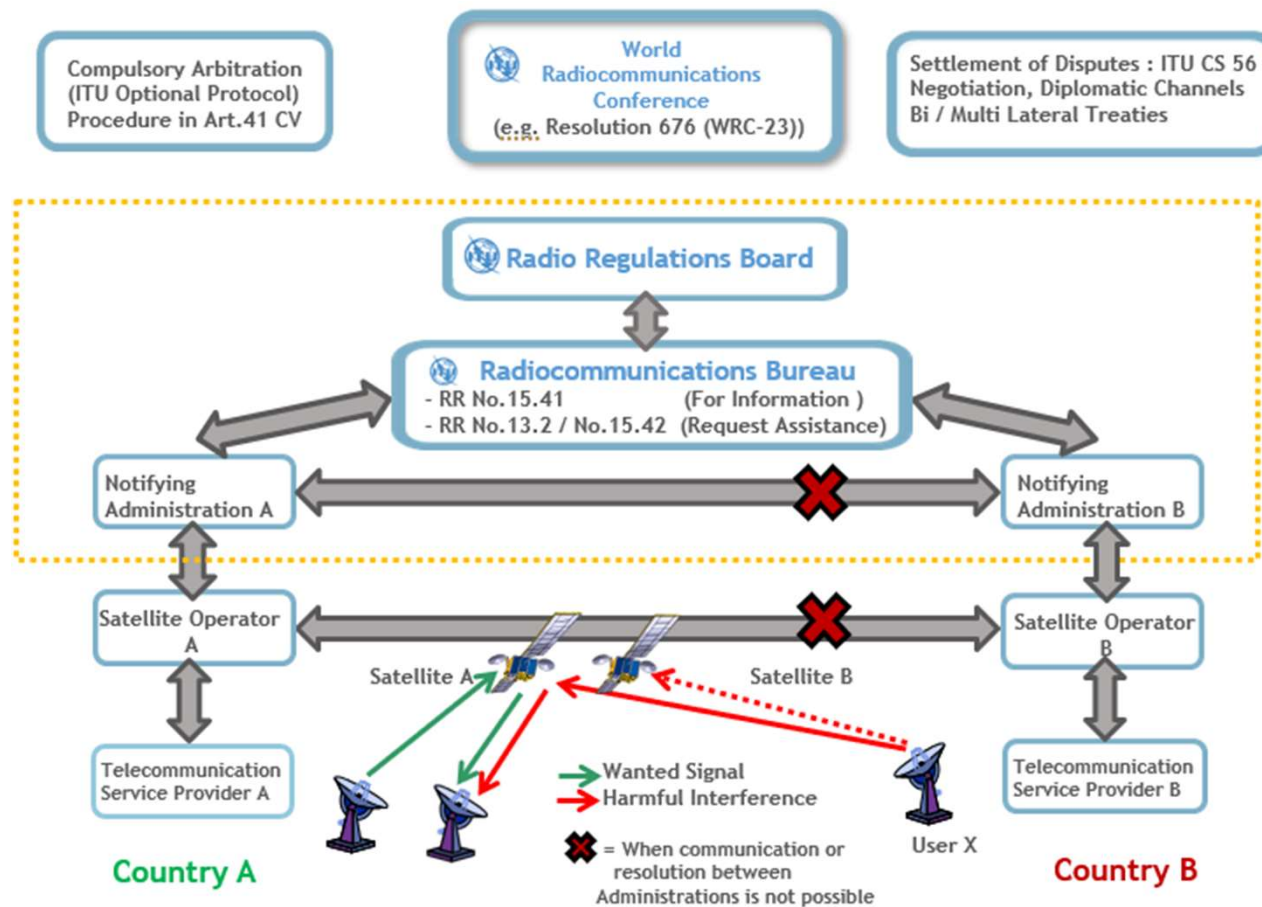 Compulsory Arbitration
(ITU Optional Protocol)
Procedure in Art.41 CV
World
Radiocommunications
Conference
(e.g. Resolution 676 (WRC-23))
Settlement of Disputes : ITU CS 56
Negotiation, Diplomatic Channels
Bi / Multi Lateral Treaties
Radio Regulations Board
Radiocommunications Bureau
- RR No.15.41 (For Information )
- RR No.13.2 / No.15.42 (Request Assistance)
Notifying
Administration A
Notifying
Administration B
Satellite Operator
A
Satellite Operator
B
Satellite A
Satellite B
Telecommunication
Service Provider A
Wanted Signal
Harmful Interference
Telecommunication
Service Provider B
User X
= When communication or
resolution between
Administrations is not possible
Country A
Country B